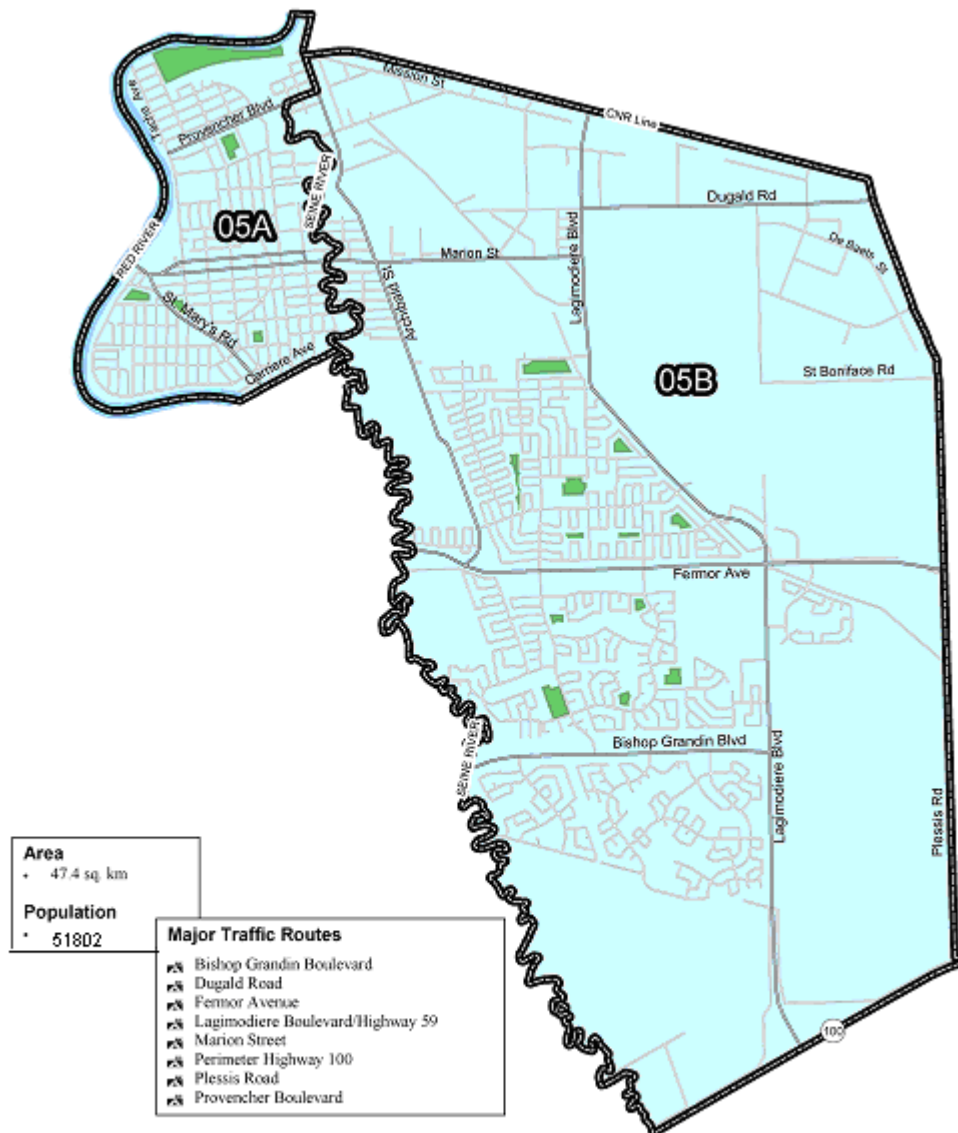 Mission St
CNR Line
Tache Ave
Provencher Blvd
SEINE RIVER
Dugald Rd
De Baets St
05A
RED RIVER
Marion St
Lagimodiere Blvd
Archibald St
St. Mary's Rd
Carriere Ave
05B
St Boniface Rd
Fermor Ave
Bishop Grandin Blvd
SEINE RIVER
Lagimodiere Blvd
Plessis Rd
100
Area
47.4 sq. km
Population
51802
Major Traffic Routes
Bishop Grandin Boulevard
Dugald Road
Fermor Avenue
Lagimodiere Boulevard/Highway 59
Marion Street
Perimeter Highway 100
Plessis Road
Provencher Boulevard